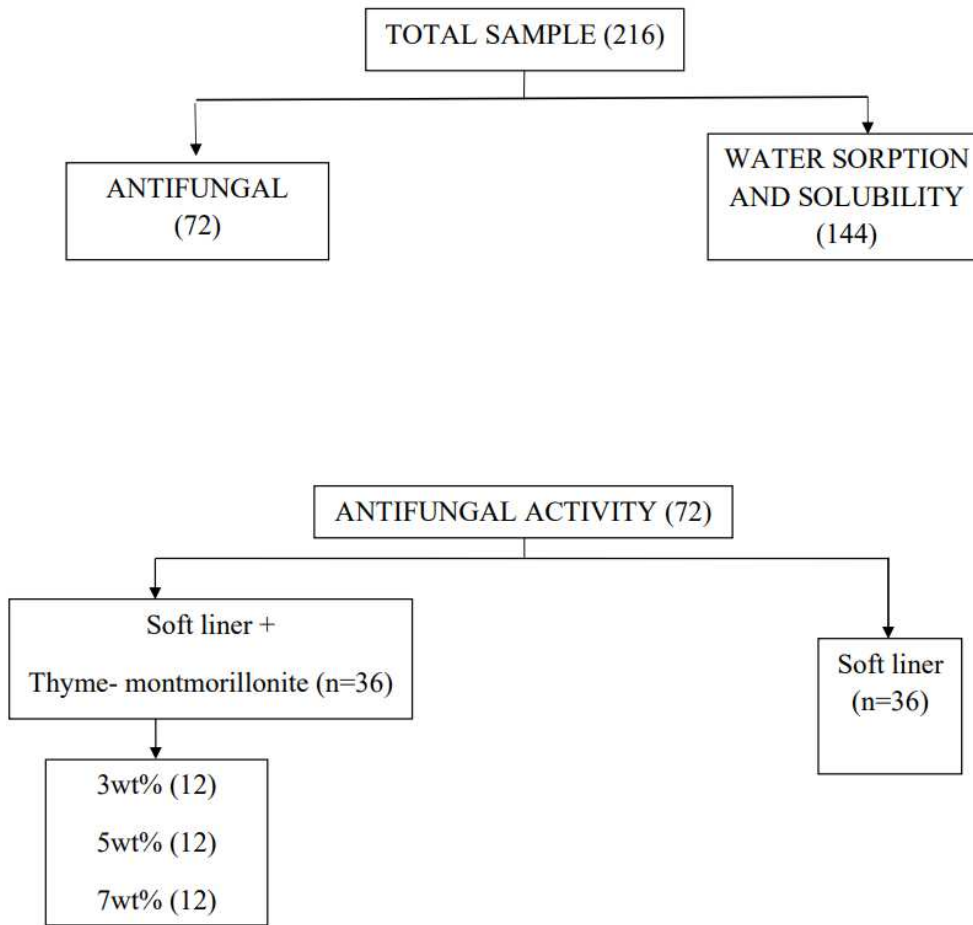 TOTAL SAMPLE (216)
ANTIFUNGAL
(72)
WATER SORPTION
AND SOLUBILITY
(144)
ANTIFUNGAL ACTIVITY (72)
Soft liner +
Thyme- montmorillonite (n=36)
Soft liner
(n=36)
3wt% (12)
5wt% (12)
7wt% (12)